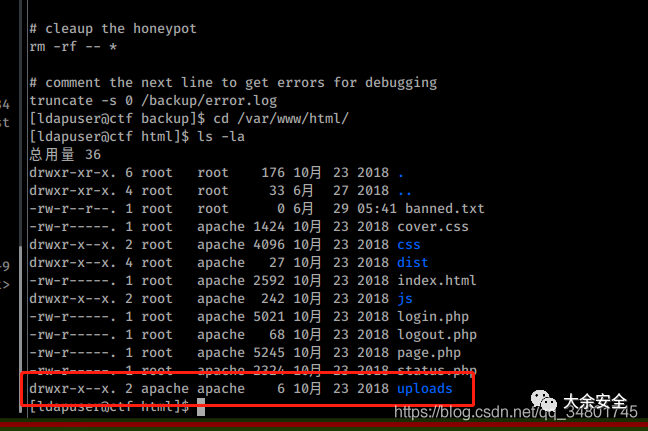 # cleaup the honeypot
rm -rf -- *
# comment the next line to get errors for debugging
truncate -s 0 /backup/error.log
[ldapuser@ctf backup]$ cd /var/www/html/
[ldapuser@ctf html]$ ls -la
总用量 36
drwxr-xr-x. 6 root   root    176 10月 23 2018 .
drwxr-xr-x. 4 root   root     33 6月  27 2018 ..
-rw-r--r--. 1 root   root      0 6月  29 05:41 banned.txt
-rw-r-----. 1 root   apache 1424 10月 23 2018 cover.css
drwxr-x--x. 2 root   apache 4096 10月 23 2018 css
drwxr-x--x. 4 root   apache   27 10月 23 2018 dist
-rw-r-----. 1 root   apache 2592 10月 23 2018 index.html
drwxr-x--x. 2 root   apache  242 10月 23 2018 js
-rw-r-----. 1 root   apache 5021 10月 23 2018 login.php
-rw-r-----. 1 root   apache   68 10月 23 2018 logout.php
-rw-r-----. 1 root   apache 5245 10月 23 2018 page.php
-rw-r-----. 1 root   apache 2324 10月 23 2018 status.php
drwxr-x--x. 2 apache apache    6 10月 23 2018 uploads
[ldapuser@ctf html]$
大余安全
https://blog.csdn.net/qq_34801745